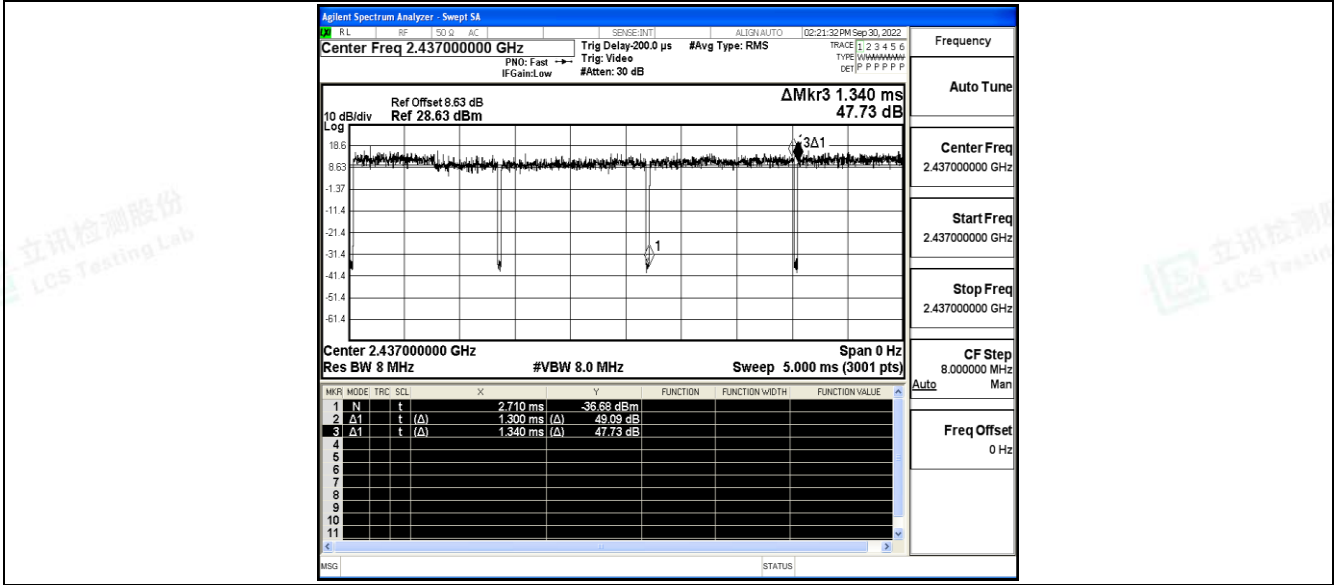 Agilent Spectrum Analyzer - Swept SA
RL RF 50 Ω AC SENSE:INT ALIGN AUTO 02:21:32 PM Sep 30, 2022
Center Freq 2.437000000 GHz
PNO: Fast
IFGain:Low
Trig Delay-200.0 µs
Trig: Video
#Atten: 30 dB
#Avg Type: RMS
TRACE 1 2 3 4 5 6
TYPE
DET P P P P P P
Ref Offset 8.63 dB
10 dB/div Ref 28.63 dBm
Log
ΔMkr3 1.340 ms
47.73 dB
18.6
8.63
-1.37
-11.4
-21.4
-31.4
-41.4
-51.4
-61.4
3Δ1
1
Center 2.437000000 GHz Span 0 Hz
Res BW 8 MHz #VBW 8.0 MHz Sweep 5.000 ms (3001 pts)
MKR MODE TRC SCL X Y FUNCTION FUNCTION WIDTH FUNCTION VALUE
1 N t 2.710 ms -36.68 dBm
2 Δ1 t (Δ) 1.300 ms (Δ) 49.09 dB
3 Δ1 t (Δ) 1.340 ms (Δ) 47.73 dB
4
5
6
7
8
9
10
11
MSG STATUS
Frequency
Auto Tune
Center Freq
2.437000000 GHz
Start Freq
2.437000000 GHz
Stop Freq
2.437000000 GHz
CF Step
8.000000 MHz
Auto Man
Freq Offset
0 Hz
立讯检测股份
LCS Testing Lab
立讯检测
LCS